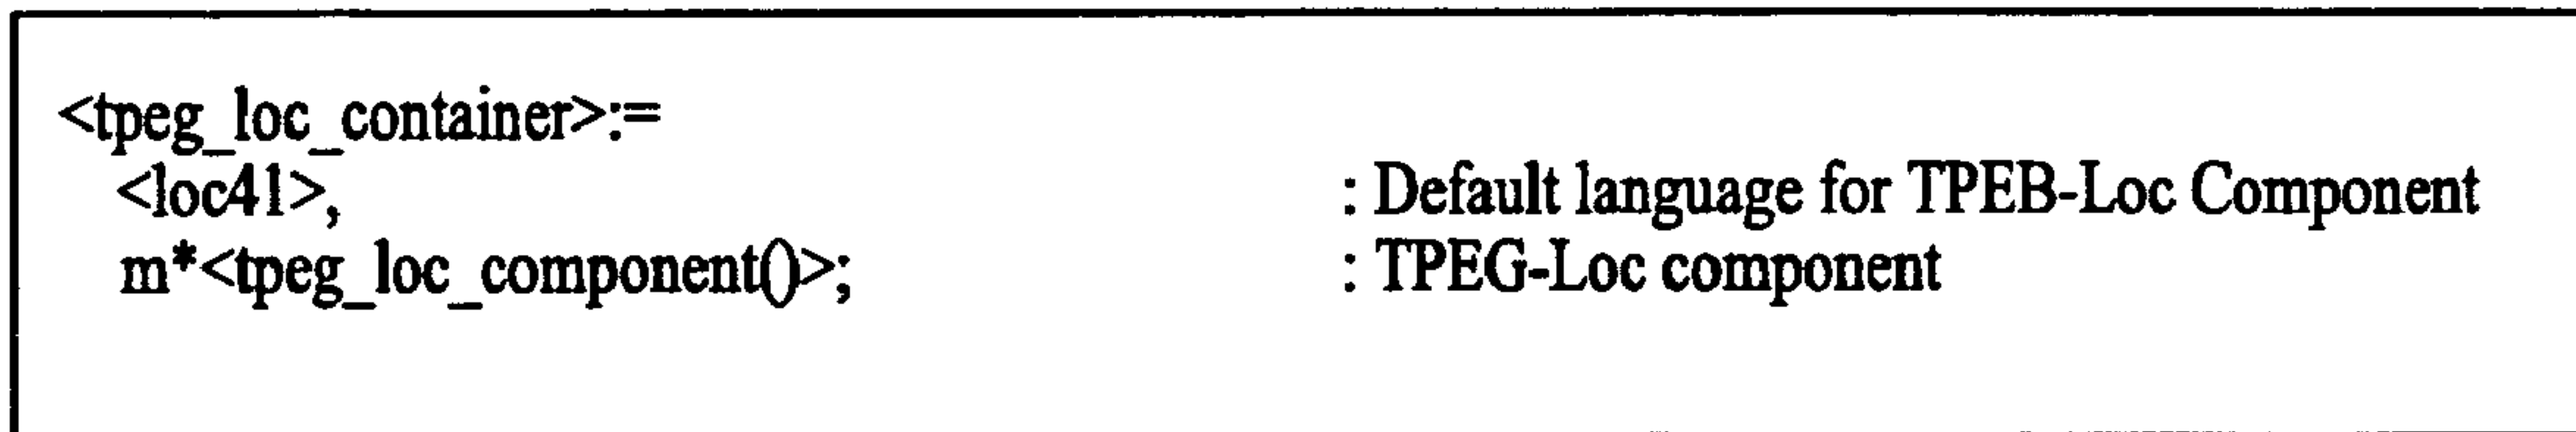 <tpeg_loc_container>:=
<loc41>, : Default language for TPEB-Loc Component
m*<tpeg_loc_component()>; : TPEG-Loc component